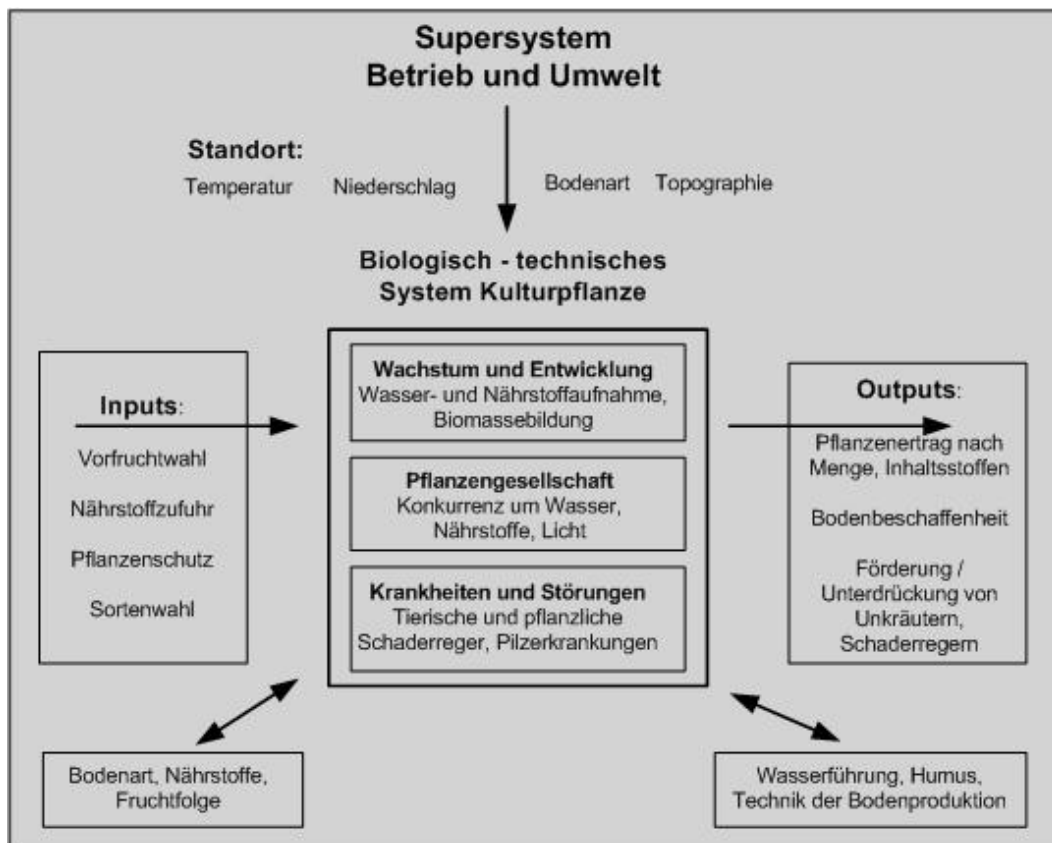 Supersystem
Betrieb und Umwelt
Standort:
Temperatur Niederschlag Bodenart Topographie
Biologisch - technisches
System Kulturpflanze
Inputs:
Vorfruchtwahl
Nährstoffzufuhr
Pflanzenschutz
Sortenwahl
Wachstum und Entwicklung
Wasser- und Nährstoffaufnahme,
Biomassebildung
Pflanzengesellschaft
Konkurrenz um Wasser,
Nährstoffe, Licht
Krankheiten und Störungen
Tierische und pflanzliche
Schaderreger, Pilzerkrankungen
Outputs:
Pflanzenertrag nach
Menge, Inhaltsstoffen
Bodenbeschaffenheit
Förderung /
Unterdrückung von
Unkräutern,
Schaderregern
Bodenart, Nährstoffe,
Fruchtfolge
Wasserführung, Humus,
Technik der Bodenproduktion